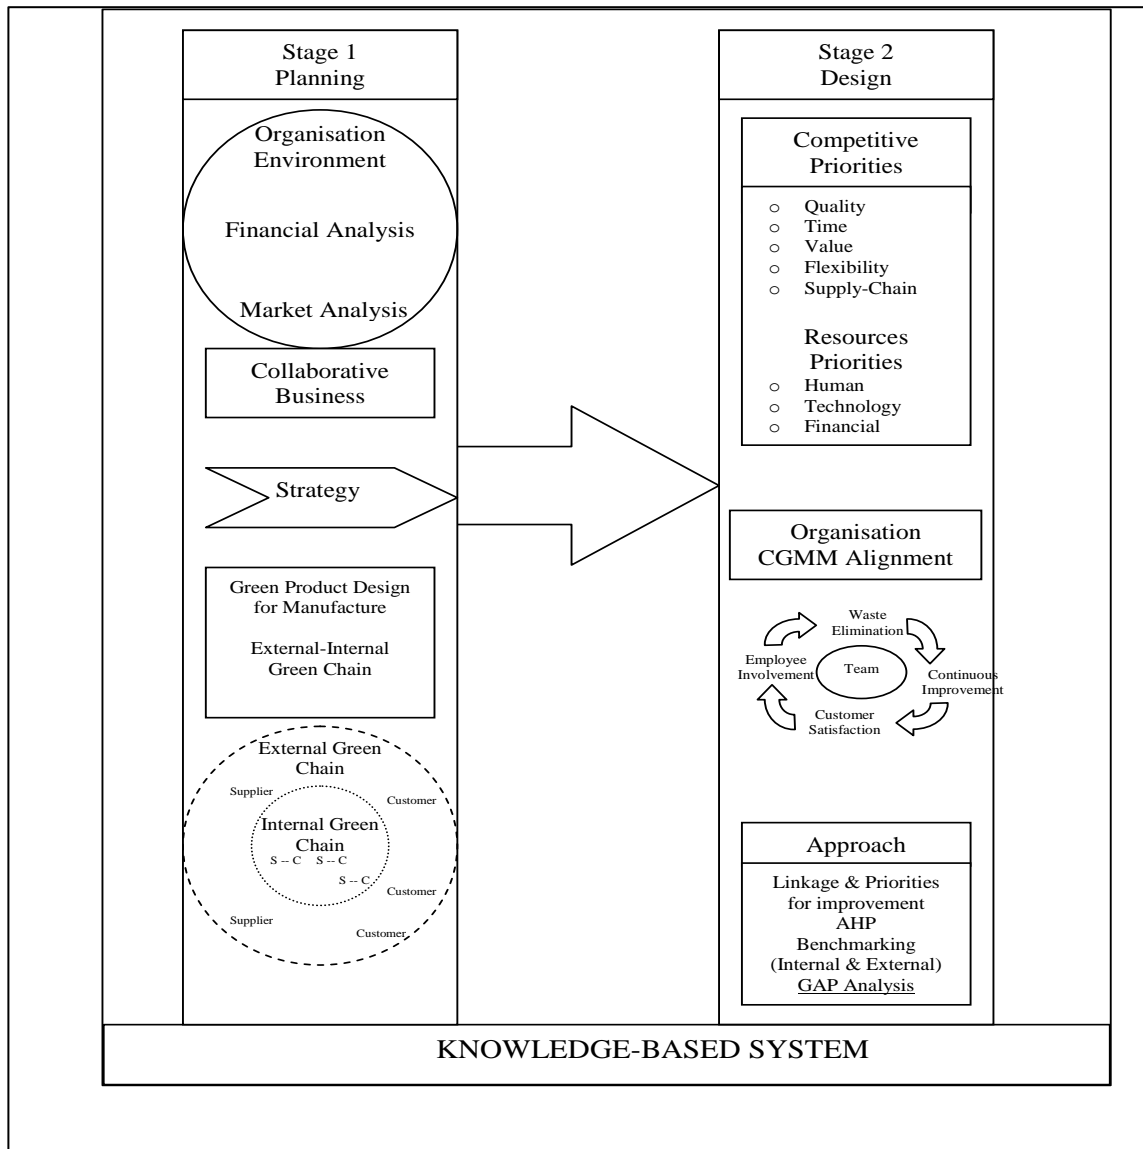 Stage 1
Planning
Organisation
Environment
Financial Analysis
Market Analysis
Collaborative
Business
Strategy
Green Product Design
for Manufacture
External-Internal
Green Chain
External Green
Chain
Supplier
Customer
Internal Green
Chain
S -- C S -- C
S -- C
Customer
Supplier
Customer
Stage 2
Design
Competitive
Priorities
o Quality
o Time
o Value
o Flexibility
o Supply-Chain
Resources
Priorities
o Human
o Technology
o Financial
Organisation
CGMM Alignment
Waste
Elimination
Employee
Involvement
Team
Continuous
Improvement
Customer
Satisfaction
Approach
Linkage & Priorities
for improvement
AHP
Benchmarking
(Internal & External)
GAP Analysis
KNOWLEDGE-BASED SYSTEM